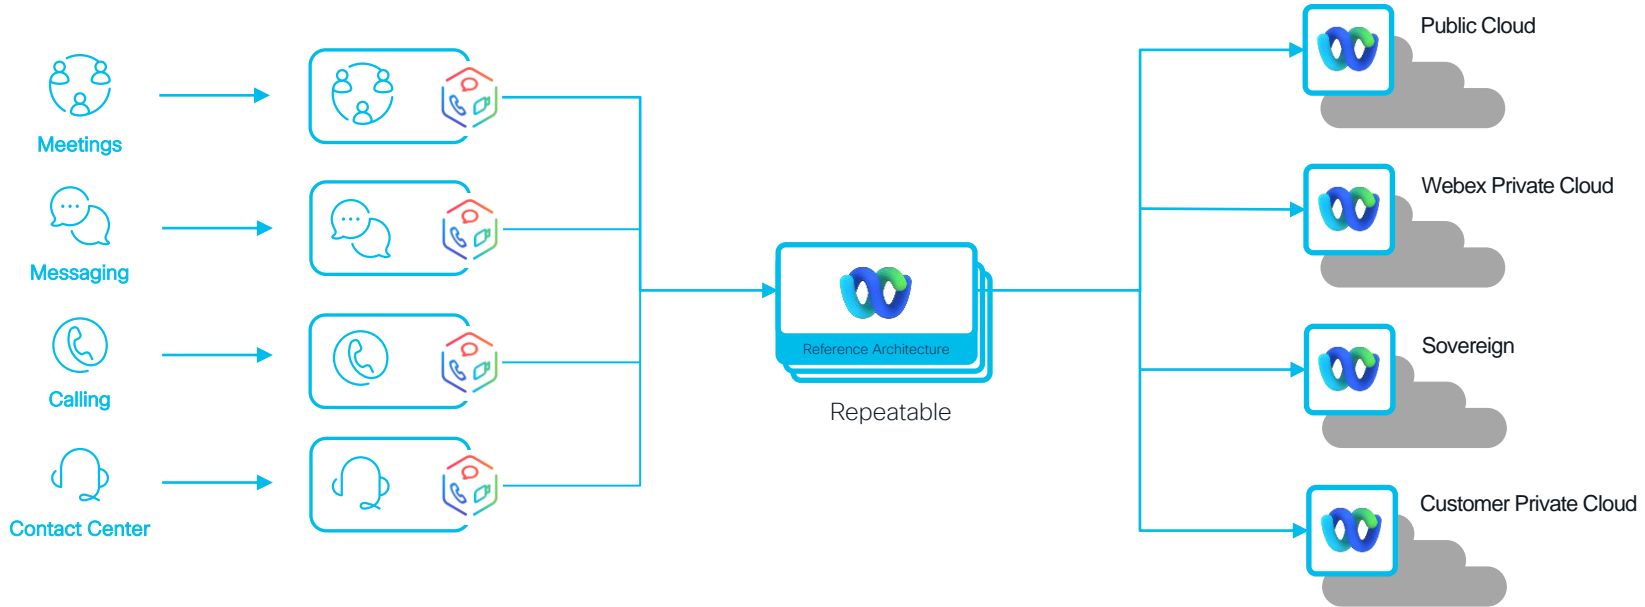 Meetings
Messaging
Calling
Contact Center
Reference Architecture
Repeatable
Public Cloud
Webex Private Cloud
Sovereign
Customer Private Cloud